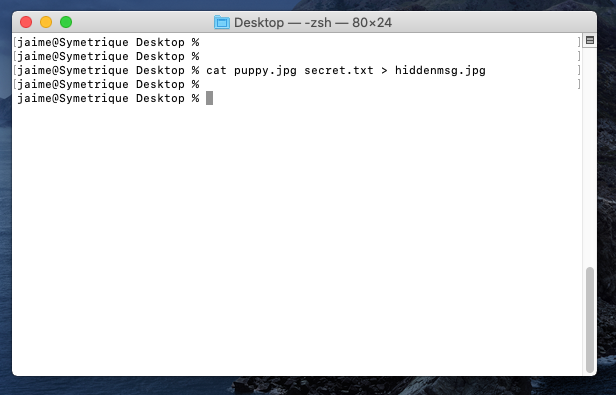 Desktop — -zsh — 80×24
[jaime@Symetrique Desktop % ]
[jaime@Symetrique Desktop % ]
[jaime@Symetrique Desktop % cat puppy.jpg secret.txt > hiddenmsg.jpg ]
[jaime@Symetrique Desktop % ]
jaime@Symetrique Desktop %